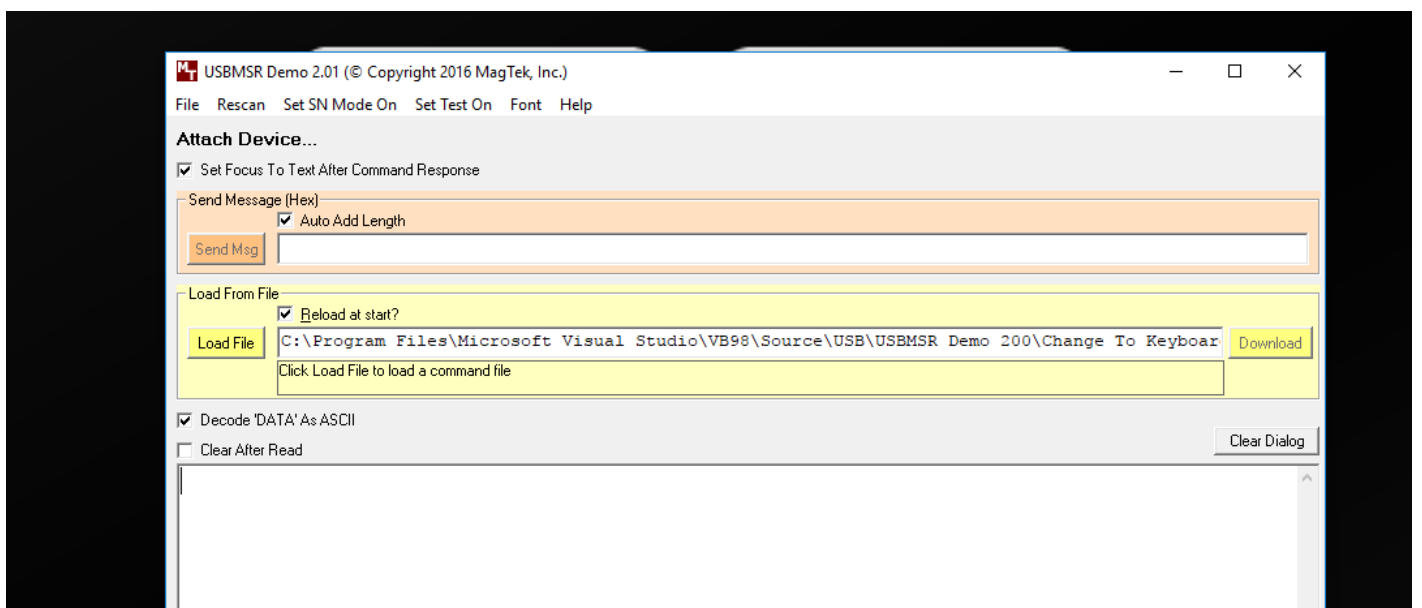 USBMSR Demo 2.01 (© Copyright 2016 MagTek, Inc.)
File Rescan Set SN Mode On Set Test On Font Help
Attach Device...
Set Focus To Text After Command Response
Send Message (Hex)
Auto Add Length
Send Msg
Load From File
Reload at start?
Load File C:\Program Files\Microsoft Visual Studio\VB98\Source\USB\USBMSR Demo 200\Change To Keyboar Download
Click Load File to load a command file
Decode 'DATA' As ASCII
Clear After Read
Clear Dialog